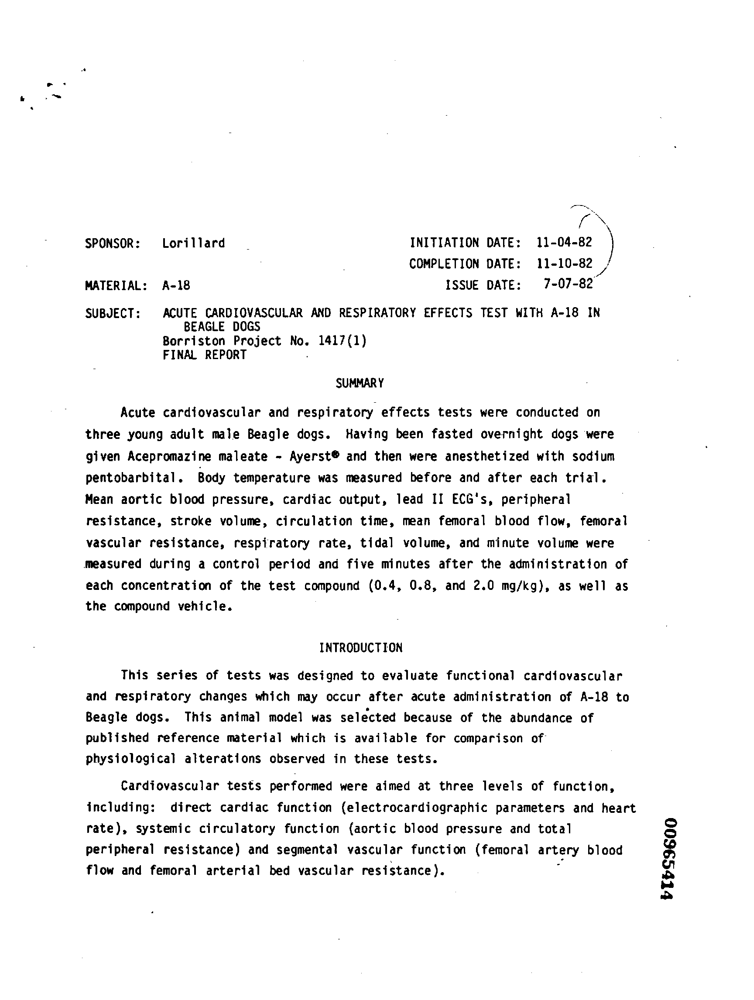 SPONSOR: Lorillard INITIATION DATE: 11-04-82
COMPLETION DATE: 11-10-82
MATERIAL: A-18 ISSUE DATE: 7-07-82
SUBJECT: ACUTE CARDIOVASCULAR AND RESPIRATORY EFFECTS TEST WITH A-18 IN
BEAGLE DOGS
Borriston Project No. 1417(1)
FINAL REPORT
SUMMARY
Acute cardiovascular and respiratory effects tests were conducted on
three young adult male Beagle dogs. Having been fasted overnight dogs were
given Acepromazine maleate - Ayerst® and then were anesthetized with sodium
pentobarbital. Body temperature was measured before and after each trial.
Mean aortic blood pressure, cardiac output, lead II ECG's, peripheral
resistance, stroke volume, circulation time, mean femoral blood flow, femoral
vascular resistance, respiratory rate, tidal volume, and minute volume were
measured during a control period and five minutes after the administration of
each concentration of the test compound (0.4, 0.8, and 2.0 mg/kg), as well as
the compound vehicle.
INTRODUCTION
This series of tests was designed to evaluate functional cardiovascular
and respiratory changes which may occur after acute administration of A-18 to
Beagle dogs. This animal model was selected because of the abundance of
published reference material which is available for comparison of
physiological alterations observed in these tests.
Cardiovascular tests performed were aimed at three levels of function,
including: direct cardiac function (electrocardiographic parameters and heart
rate), systemic circulatory function (aortic blood pressure and total
peripheral resistance) and segmental vascular function (femoral artery blood
flow and femoral arterial bed vascular resistance).
00965414